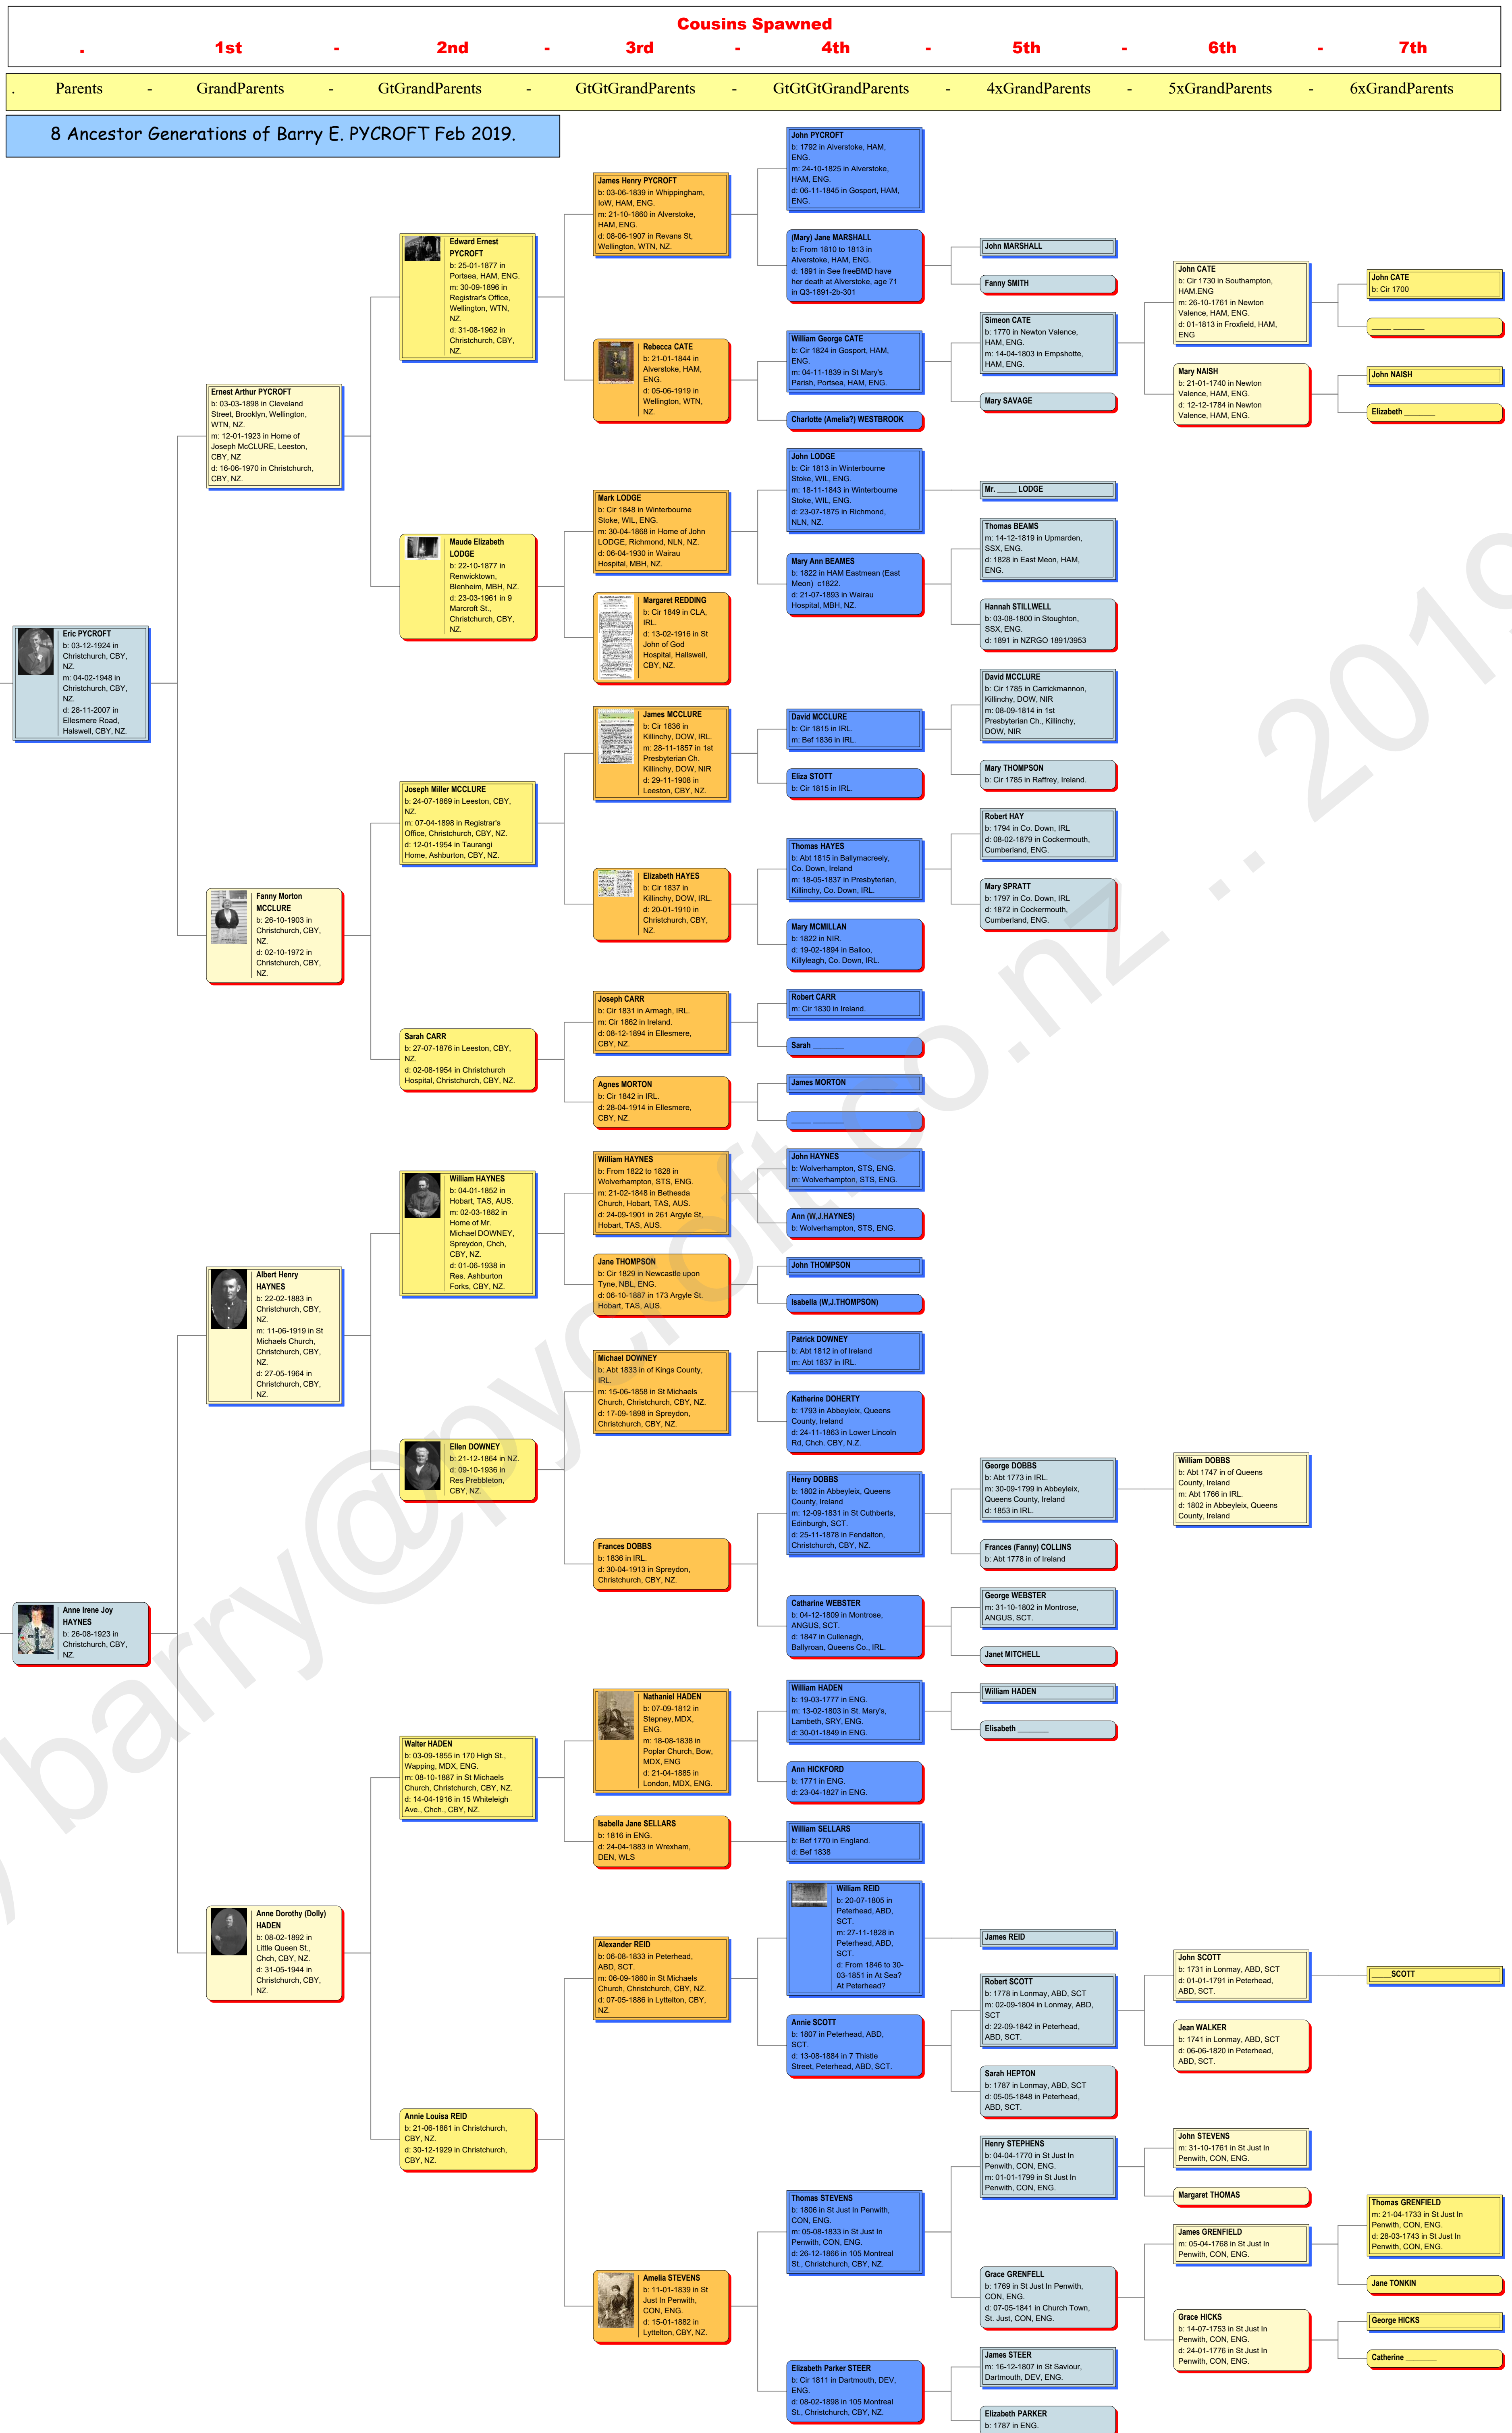 Cousins Spawned
. 1st - 2nd - 3rd - 4th - 5th - 6th - 7th
. Parents - GrandParents - GtGrandParents - GtGtGrandParents - GtGtGtGrandParents - 4xGrandParents - 5xGrandParents - 6xGrandParents
8 Ancestor Generations of Barry E. PYCROFT Feb 2019.
Eric PYCROFT
b: 03-12-1924 in
Christchurch, CBY,
NZ.
m: 04-02-1948 in
Christchurch, CBY,
NZ.
d: 28-11-2007 in
Ellesmere Road,
Halswell, CBY, NZ.
Anne Irene Joy
HAYNES
b: 26-08-1923 in
Christchurch, CBY,
NZ.
Ernest Arthur PYCROFT
b: 03-03-1898 in Cleveland
Street, Brooklyn, Wellington,
WTN, NZ.
m: 12-01-1923 in Home of
Joseph McCLURE, Leeston,
CBY, NZ
d: 16-06-1970 in Christchurch,
CBY, NZ.
Fanny Morton
MCCLURE
b: 26-10-1903 in
Christchurch, CBY,
NZ.
d: 02-10-1972 in
Christchurch, CBY,
NZ.
Albert Henry
HAYNES
b: 22-02-1883 in
Christchurch, CBY,
NZ.
m: 11-06-1919 in St
Michaels Church,
Christchurch, CBY,
NZ.
d: 27-05-1964 in
Christchurch, CBY,
NZ.
Anne Dorothy (Dolly)
HADEN
b: 08-02-1892 in
Little Queen St.,
Chch, CBY, NZ.
d: 31-05-1944 in
Christchurch, CBY,
NZ.
Edward Ernest
PYCROFT
b: 25-01-1877 in
Portsea, HAM, ENG.
m: 30-09-1896 in
Registrar's Office,
Wellington, WTN,
NZ.
d: 31-08-1962 in
Christchurch, CBY,
NZ.
Maude Elizabeth
LODGE
b: 22-10-1877 in
Renwicktown,
Blenheim, MBH, NZ.
d: 23-03-1961 in 9
Marcroft St.,
Christchurch, CBY,
NZ.
Joseph Miller MCCLURE
b: 24-07-1869 in Leeston, CBY,
NZ.
m: 07-04-1898 in Registrar's
Office, Christchurch, CBY, NZ.
d: 12-01-1954 in Taurangi
Home, Ashburton, CBY, NZ.
Sarah CARR
b: 27-07-1876 in Leeston, CBY,
NZ.
d: 02-08-1954 in Christchurch
Hospital, Christchurch, CBY, NZ.
William HAYNES
b: 04-01-1852 in
Hobart, TAS, AUS.
m: 02-03-1882 in
Home of Mr.
Michael DOWNEY,
Spreydon, Chch,
CBY, NZ.
d: 01-06-1938 in
Res. Ashburton
Forks, CBY, NZ.
Ellen DOWNEY
b: 21-12-1864 in NZ.
d: 09-10-1936 in
Res Prebbleton,
CBY, NZ.
Walter HADEN
b: 03-09-1855 in 170 High St.,
Wapping, MDX, ENG.
m: 08-10-1887 in St Michaels
Church, Christchurch, CBY, NZ.
d: 14-04-1916 in 15 Whiteleigh
Ave., Chch., CBY, NZ.
Annie Louisa REID
b: 21-06-1861 in Christchurch,
CBY, NZ.
d: 30-12-1929 in Christchurch,
CBY, NZ.
James Henry PYCROFT
b: 03-06-1839 in Whippingham,
IoW, HAM, ENG.
m: 21-10-1860 in Alverstoke,
HAM, ENG.
d: 08-06-1907 in Revans St,
Wellington, WTN, NZ.
Rebecca CATE
b: 21-01-1844 in
Alverstoke, HAM,
ENG.
d: 05-06-1919 in
Wellington, WTN,
NZ.
Mark LODGE
b: Cir 1848 in Winterbourne
Stoke, WIL, ENG.
m: 30-04-1868 in Home of John
LODGE, Richmond, NLN, NZ.
d: 06-04-1930 in Wairau
Hospital, MBH, NZ.
Margaret REDDING
b: Cir 1849 in CLA,
IRL.
d: 13-02-1916 in St
John of God
Hospital, Hallswell,
CBY, NZ.
James MCCLURE
b: Cir 1836 in
Killinchy, DOW, IRL.
m: 28-11-1857 in 1st
Presbyterian Ch.
Killinchy, DOW, NIR
d: 29-11-1908 in
Leeston, CBY, NZ.
Elizabeth HAYES
b: Cir 1837 in
Killinchy, DOW, IRL.
d: 20-01-1910 in
Christchurch, CBY,
NZ.
Joseph CARR
b: Cir 1831 in Armagh, IRL.
m: Cir 1862 in Ireland.
d: 08-12-1894 in Ellesmere,
CBY, NZ.
Agnes MORTON
b: Cir 1842 in IRL.
d: 28-04-1914 in Ellesmere,
CBY, NZ.
William HAYNES
b: From 1822 to 1828 in
Wolverhampton, STS, ENG.
m: 21-02-1848 in Bethesda
Church, Hobart, TAS, AUS.
d: 24-09-1901 in 261 Argyle St,
Hobart, TAS, AUS.
Jane THOMPSON
b: Cir 1829 in Newcastle upon
Tyne, NBL, ENG.
d: 06-10-1887 in 173 Argyle St.
Hobart, TAS, AUS.
Michael DOWNEY
b: Abt 1833 in of Kings County,
IRL.
m: 15-06-1858 in St Michaels
Church, Christchurch, CBY, NZ.
d: 17-09-1898 in Spreydon,
Christchurch, CBY, NZ.
Frances DOBBS
b: 1836 in IRL.
d: 30-04-1913 in Spreydon,
Christchurch, CBY, NZ.
Nathaniel HADEN
b: 07-09-1812 in
Stepney, MDX,
ENG.
m: 18-08-1838 in
Poplar Church, Bow,
MDX, ENG
d: 21-04-1885 in
London, MDX, ENG.
Isabella Jane SELLARS
b: 1816 in ENG.
d: 24-04-1883 in Wrexham,
DEN, WLS
Alexander REID
b: 06-08-1833 in Peterhead,
ABD, SCT.
m: 06-09-1860 in St Michaels
Church, Christchurch, CBY, NZ.
d: 07-05-1886 in Lyttelton, CBY,
NZ.
Amelia STEVENS
b: 11-01-1839 in St
Just In Penwith,
CON, ENG.
d: 15-01-1882 in
Lyttelton, CBY, NZ.
John PYCROFT
b: 1792 in Alverstoke, HAM,
ENG.
m: 24-10-1825 in Alverstoke,
HAM, ENG.
d: 06-11-1845 in Gosport, HAM,
ENG.
(Mary) Jane MARSHALL
b: From 1810 to 1813 in
Alverstoke, HAM, ENG.
d: 1891 in See freeBMD have
her death at Alverstoke, age 71
in Q3-1891-2b-301
William George CATE
b: Cir 1824 in Gosport, HAM,
ENG.
m: 04-11-1839 in St Mary's
Parish, Portsea, HAM, ENG.
Charlotte (Amelia?) WESTBROOK
John LODGE
b: Cir 1813 in Winterbourne
Stoke, WIL, ENG.
m: 18-11-1843 in Winterbourne
Stoke, WIL, ENG.
d: 23-07-1875 in Richmond,
NLN, NZ.
Mary Ann BEAMES
b: 1822 in HAM Eastmean (East
Meon) c1822.
d: 21-07-1893 in Wairau
Hospital, MBH, NZ.
David MCCLURE
b: Cir 1815 in IRL.
m: Bef 1836 in IRL.
Eliza STOTT
b: Cir 1815 in IRL.
Thomas HAYES
b: Abt 1815 in Ballymacreely,
Co. Down, Ireland
m: 18-05-1837 in Presbyterian,
Killinchy, Co. Down, IRL.
Mary MCMILLAN
b: 1822 in NIR.
d: 19-02-1894 in Balloo,
Killyleagh, Co. Down, IRL.
Robert CARR
m: Cir 1830 in Ireland.
Sarah _______
James MORTON
_____ _______
John HAYNES
b: Wolverhampton, STS, ENG.
m: Wolverhampton, STS, ENG.
Ann (W,J.HAYNES)
b: Wolverhampton, STS, ENG.
John THOMPSON
Isabella (W,J.THOMPSON)
Patrick DOWNEY
b: Abt 1812 in of Ireland
m: Abt 1837 in IRL.
Katherine DOHERTY
b: 1793 in Abbeyleix, Queens
County, Ireland
d: 24-11-1863 in Lower Lincoln
Rd, Chch. CBY, N.Z.
Henry DOBBS
b: 1802 in Abbeyleix, Queens
County, Ireland
m: 12-09-1831 in St Cuthberts,
Edinburgh, SCT.
d: 25-11-1878 in Fendalton,
Christchurch, CBY, NZ.
Catharine WEBSTER
b: 04-12-1809 in Montrose,
ANGUS, SCT.
d: 1847 in Cullenagh,
Ballyroan, Queens Co., IRL.
William HADEN
b: 19-03-1777 in ENG.
m: 13-02-1803 in St. Mary's,
Lambeth, SRY, ENG.
d: 30-01-1849 in ENG.
Ann HICKFORD
b: 1771 in ENG.
d: 23-04-1827 in ENG.
William SELLARS
b: Bef 1770 in England.
d: Bef 1838
William REID
b: 20-07-1805 in
Peterhead, ABD,
SCT.
m: 27-11-1828 in
Peterhead, ABD,
SCT.
d: From 1846 to 30-
03-1851 in At Sea?
At Peterhead?
Annie SCOTT
b: 1807 in Peterhead, ABD,
SCT.
d: 13-08-1884 in 7 Thistle
Street, Peterhead, ABD, SCT.
Thomas STEVENS
b: 1806 in St Just In Penwith,
CON, ENG.
m: 05-08-1833 in St Just In
Penwith, CON, ENG.
d: 26-12-1866 in 105 Montreal
St., Christchurch, CBY, NZ.
Elizabeth Parker STEER
b: Cir 1811 in Dartmouth, DEV,
ENG.
d: 08-02-1898 in 105 Montreal
St., Christchurch, CBY, NZ.
John MARSHALL
Fanny SMITH
Simeon CATE
b: 1770 in Newton Valence,
HAM, ENG.
m: 14-04-1803 in Empshotte,
HAM, ENG.
Mary SAVAGE
Mr. _____ LODGE
Thomas BEAMS
m: 14-12-1819 in Upmarden,
SSX, ENG.
d: 1828 in East Meon, HAM,
ENG.
Hannah STILLWELL
b: 03-08-1800 in Stoughton,
SSX, ENG.
d: 1891 in NZRGO 1891/3953
David MCCLURE
b: Cir 1785 in Carrickmannon,
Killinchy, DOW, NIR
m: 08-09-1814 in 1st
Presbyterian Ch., Killinchy,
DOW, NIR
Mary THOMPSON
b: Cir 1785 in Raffrey, Ireland.
Robert HAY
b: 1794 in Co. Down, IRL
d: 08-02-1879 in Cockermouth,
Cumberland, ENG.
Mary SPRATT
b: 1797 in Co. Down, IRL
d: 1872 in Cockermouth,
Cumberland, ENG.
George DOBBS
b: Abt 1773 in IRL.
m: 30-09-1799 in Abbeyleix,
Queens County, Ireland
d: 1853 in IRL.
Frances (Fanny) COLLINS
b: Abt 1778 in of Ireland
George WEBSTER
m: 31-10-1802 in Montrose,
ANGUS, SCT.
Janet MITCHELL
William HADEN
Elisabeth _______
James REID
Robert SCOTT
b: 1778 in Lonmay, ABD, SCT
m: 02-09-1804 in Lonmay, ABD,
SCT
d: 22-09-1842 in Peterhead,
ABD, SCT.
Sarah HEPTON
b: 1787 in Lonmay, ABD, SCT
d: 05-05-1848 in Peterhead,
ABD, SCT.
Henry STEPHENS
b: 04-04-1770 in St Just In
Penwith, CON, ENG.
m: 01-01-1799 in St Just In
Penwith, CON, ENG.
Grace GRENFELL
b: 1769 in St Just In Penwith,
CON, ENG.
d: 07-05-1841 in Church Town,
St. Just, CON, ENG.
James STEER
m: 16-12-1807 in St Saviour,
Dartmouth, DEV, ENG.
Elizabeth PARKER
b: 1787 in ENG.
John CATE
b: Cir 1730 in Southampton,
HAM.ENG
m: 26-10-1761 in Newton
Valence, HAM, ENG.
d: 01-1813 in Froxfield, HAM,
ENG
Mary NAISH
b: 21-01-1740 in Newton
Valence, HAM, ENG.
d: 12-12-1784 in Newton
Valence, HAM, ENG.
William DOBBS
b: Abt 1747 in of Queens
County, Ireland
m: Abt 1766 in IRL.
d: 1802 in Abbeyleix, Queens
County, Ireland
John SCOTT
b: 1731 in Lonmay, ABD, SCT
d: 01-01-1791 in Peterhead,
ABD, SCT.
Jean WALKER
b: 1741 in Lonmay, ABD, SCT
d: 06-06-1820 in Peterhead,
ABD, SCT.
John STEVENS
m: 31-10-1761 in St Just In
Penwith, CON, ENG.
Margaret THOMAS
James GRENFIELD
m: 05-04-1768 in St Just In
Penwith, CON, ENG.
Grace HICKS
b: 14-07-1753 in St Just In
Penwith, CON, ENG.
d: 24-01-1776 in St Just In
Penwith, CON, ENG.
John CATE
b: Cir 1700
_____ _______
John NAISH
Elizabeth _______
_____SCOTT
Thomas GRENFIELD
m: 21-04-1733 in St Just In
Penwith, CON, ENG.
d: 28-03-1743 in St Just In
Penwith, CON, ENG.
Jane TONKIN
George HICKS
Catherine _______
barry@pycroft.co.nz .. 2019